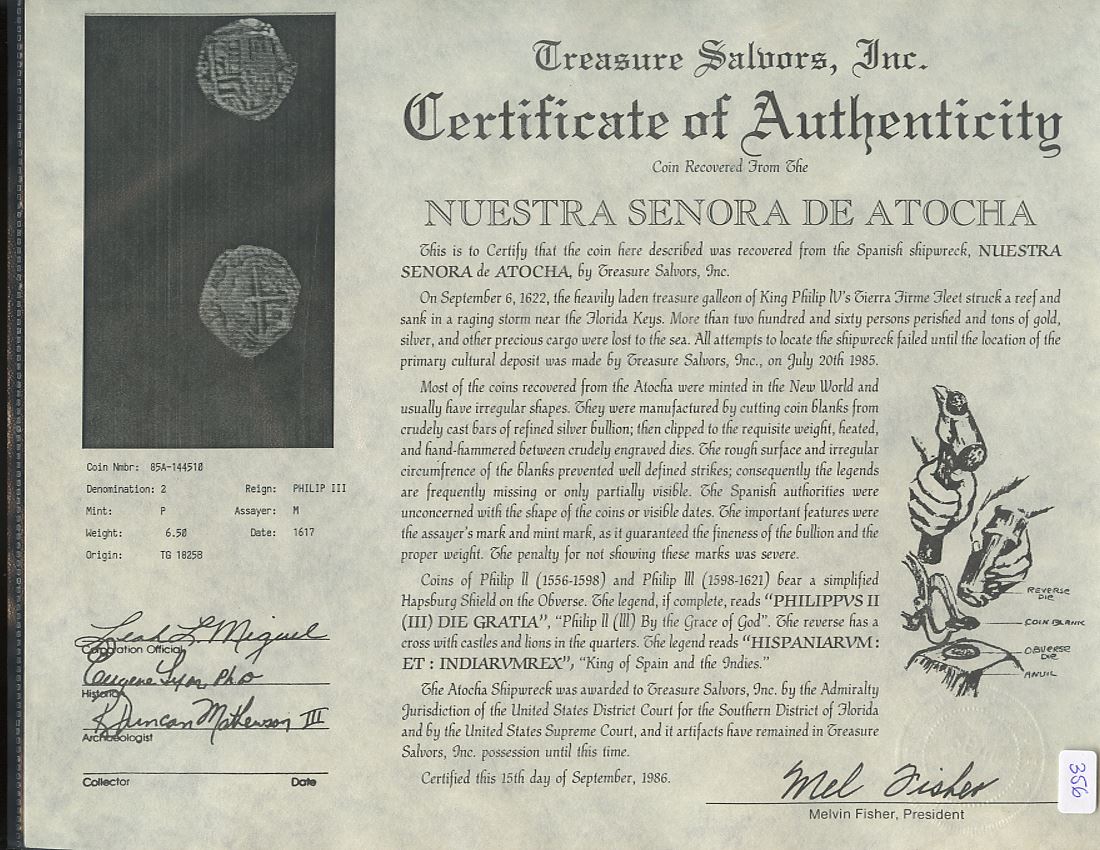 Treasure Salvors, Inc.
Certificate of Authenticity
Coin Recovered From The
NUESTRA SENORA DE ATOCHA
This is to Certify that the coin here described was recovered from the Spanish shipwreck, NUESTRA
SENORA de ATOCHA, by Treasure Salvors, Inc.
On September 6, 1622, the heavily laden treasure galleon of King Philip IV's Tierra Firme Fleet struck a reef and
sank in a raging storm near the Florida Keys. More than two hundred and sixty persons perished and tons of gold,
silver, and other precious cargo were lost to the sea. All attempts to locate the shipwreck failed until the location of the
primary cultural deposit was made by Treasure Salvors, Inc., on July 20th 1985.
Most of the coins recovered from the Atocha were minted in the New World and
usually have irregular shapes. They were manufactured by cutting coin blanks from
crudely cast bars of refined silver bullion; then clipped to the requisite weight, heated,
and hand-hammered between crudely engraved dies. The rough surface and irregular
circumfrence of the blanks prevented well defined strikes; consequently the legends
are frequently missing or only partially visible. The Spanish authorities were
unconcerned with the shape of the coins or visible dates. The important features were
the assayer's mark and mint mark, as it guaranteed the fineness of the bullion and the
proper weight. The penalty for not showing these marks was severe.
Coins of Philip II (1556-1598) and Philip III (1598-1621) bear a simplified
Hapsburg Shield on the Obverse. The legend, if complete, reads "PHILIPPVS II
(III) DIE GRATIA", "Philip II (III) By the Grace of God". The reverse has a
cross with castles and lions in the quarters. The legend reads "HISPANIARVM :
ET : INDIARVMREX", "King of Spain and the Indies."
The Atocha Shipwreck was awarded to Treasure Salvors, Inc. by the Admiralty
Jurisdiction of the United States District Court for the Southern District of Florida
and by the United States Supreme Court, and it artifacts have remained in Treasure
Salvors, Inc. possession until this time.
Certified this 15th day of September, 1986.
REVERSE
DIE
COIN BLANK
OBVERSE
DIE
ANVIL
Coin Nmbr: 85A-144510
Denomination: 2 Reign: PHILIP III
Mint: P Assayer: M
Weight: 6.50 Date: 1617
Origin: TG 1825B
Leah L. Miguel
Corporation Official
Eugene Lyon, Ph.D
Historian
R Duncan Mathewson III
Archaeologist
Collector Date
Mel Fisher
Melvin Fisher, President
356